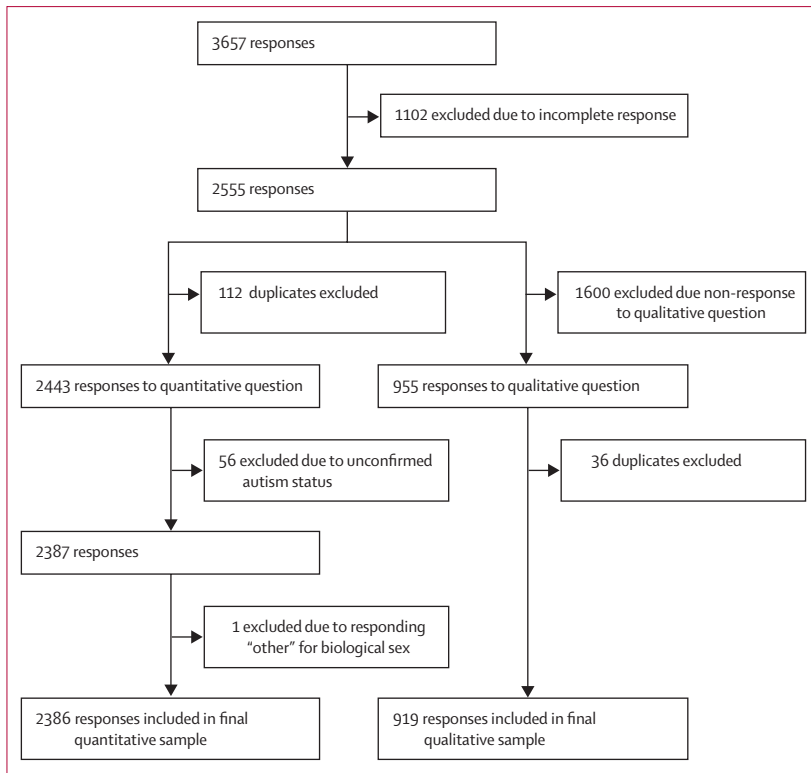 3657 responses
1102 excluded due to incomplete response
2555 responses
112 duplicates excluded
1600 excluded due non-response
to qualitative question
2443 responses to quantitative question
955 responses to qualitative question
56 excluded due to unconfirmed
autism status
36 duplicates excluded
2387 responses
1 excluded due to responding
“other” for biological sex
2386 responses included in final
quantitative sample
919 responses included in final
qualitative sample